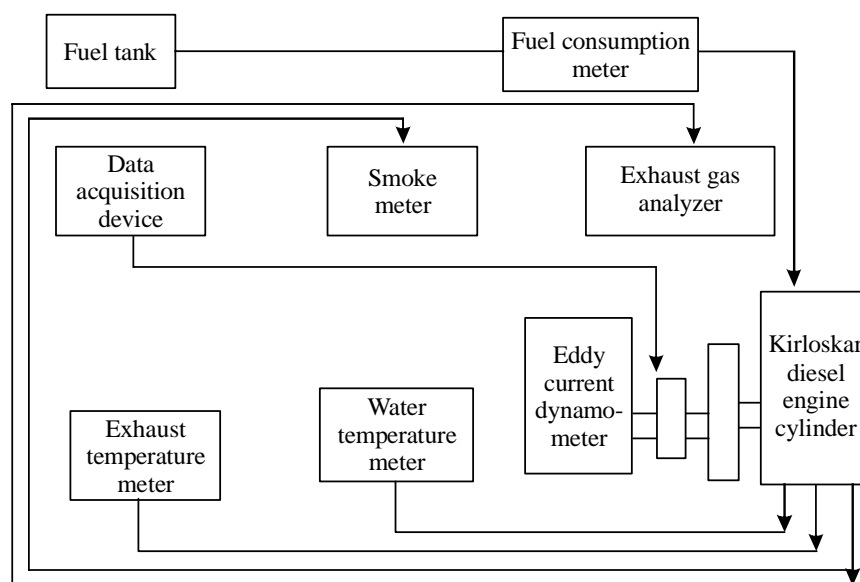 Fuel tank
Fuel consumption
meter
Data
acquisition
device
Smoke
meter
Exhaust gas
analyzer
Eddy
current
dynamo-
meter
Kirloskar
diesel
engine
cylinder
Exhaust
temperature
meter
Water
temperature
meter